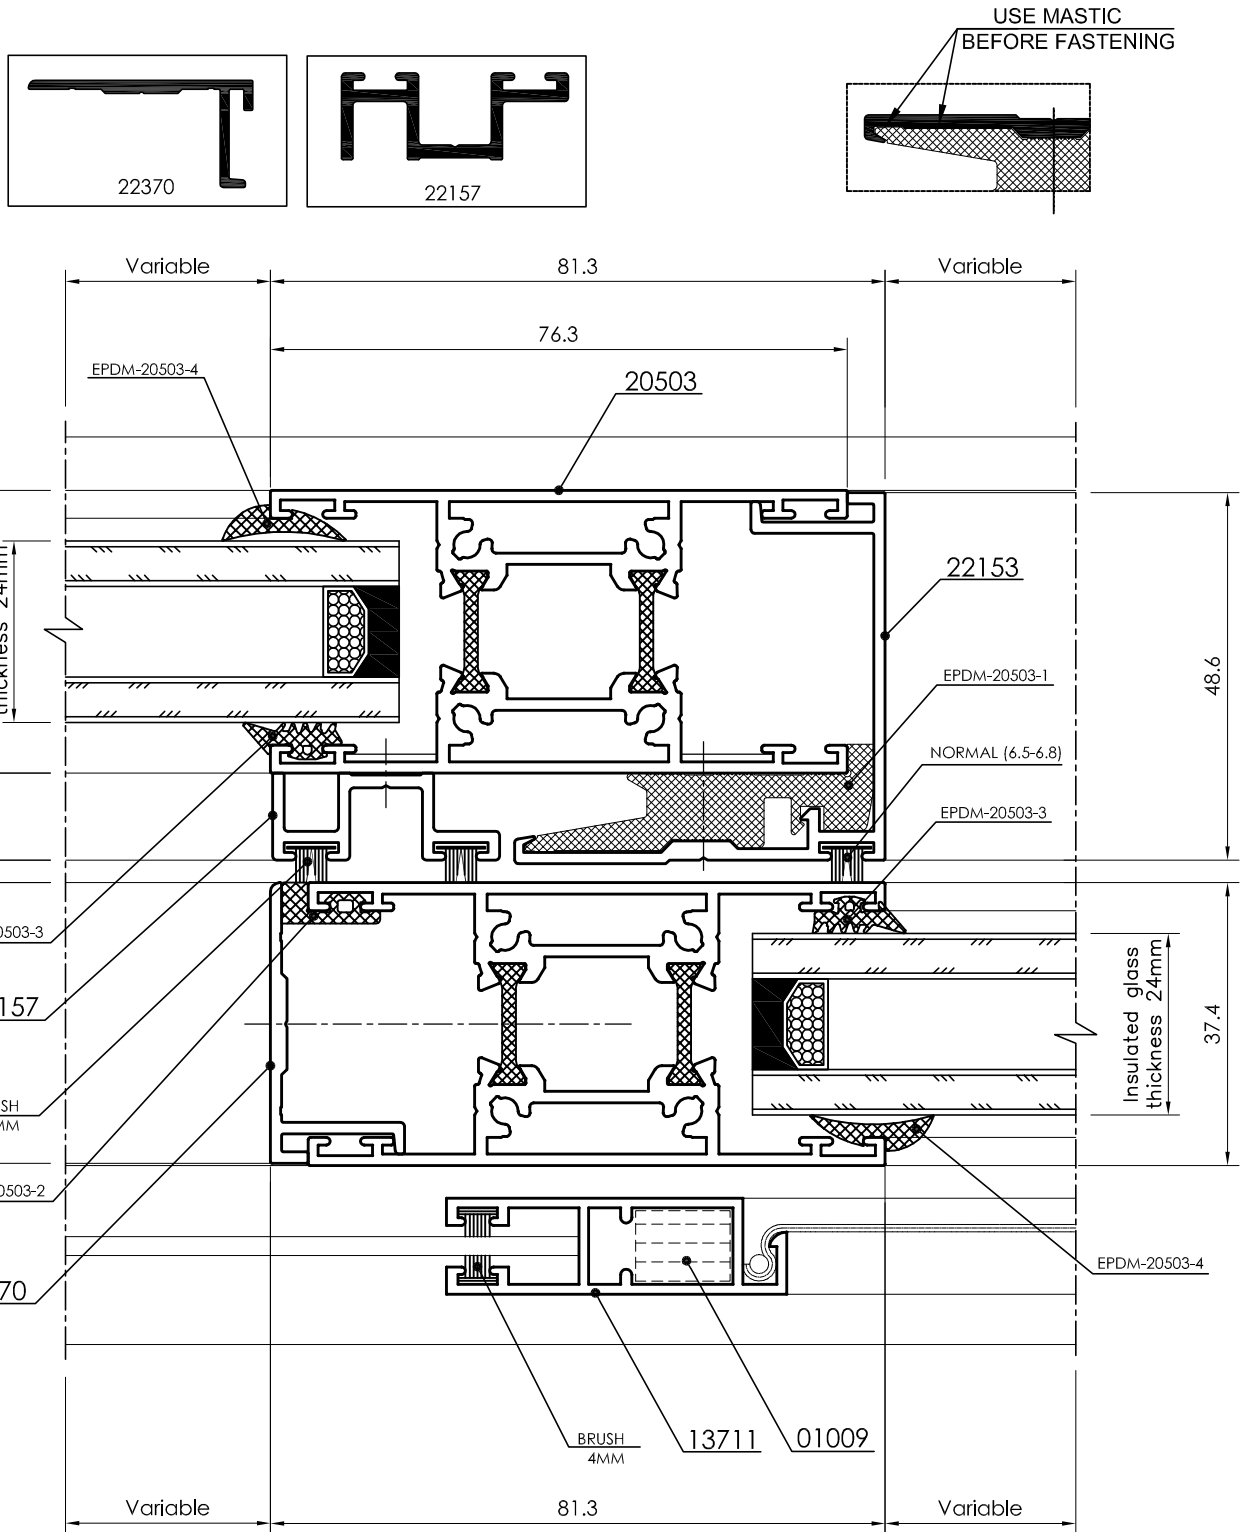 USE MASTIC
BEFORE FASTENING
22370
22157
Variable
81.3
Variable
76.3
EPDM-20503-4
20503
22153
48.6
thickness 24mm
EPDM-20503-1
NORMAL (6.5-6.8)
EPDM-20503-3
0503-3
157
Insulated glass
thickness 24mm
37.4
SH
MM
0503-2
70
EPDM-20503-4
BRUSH
4MM
13711
01009
Variable
81.3
Variable